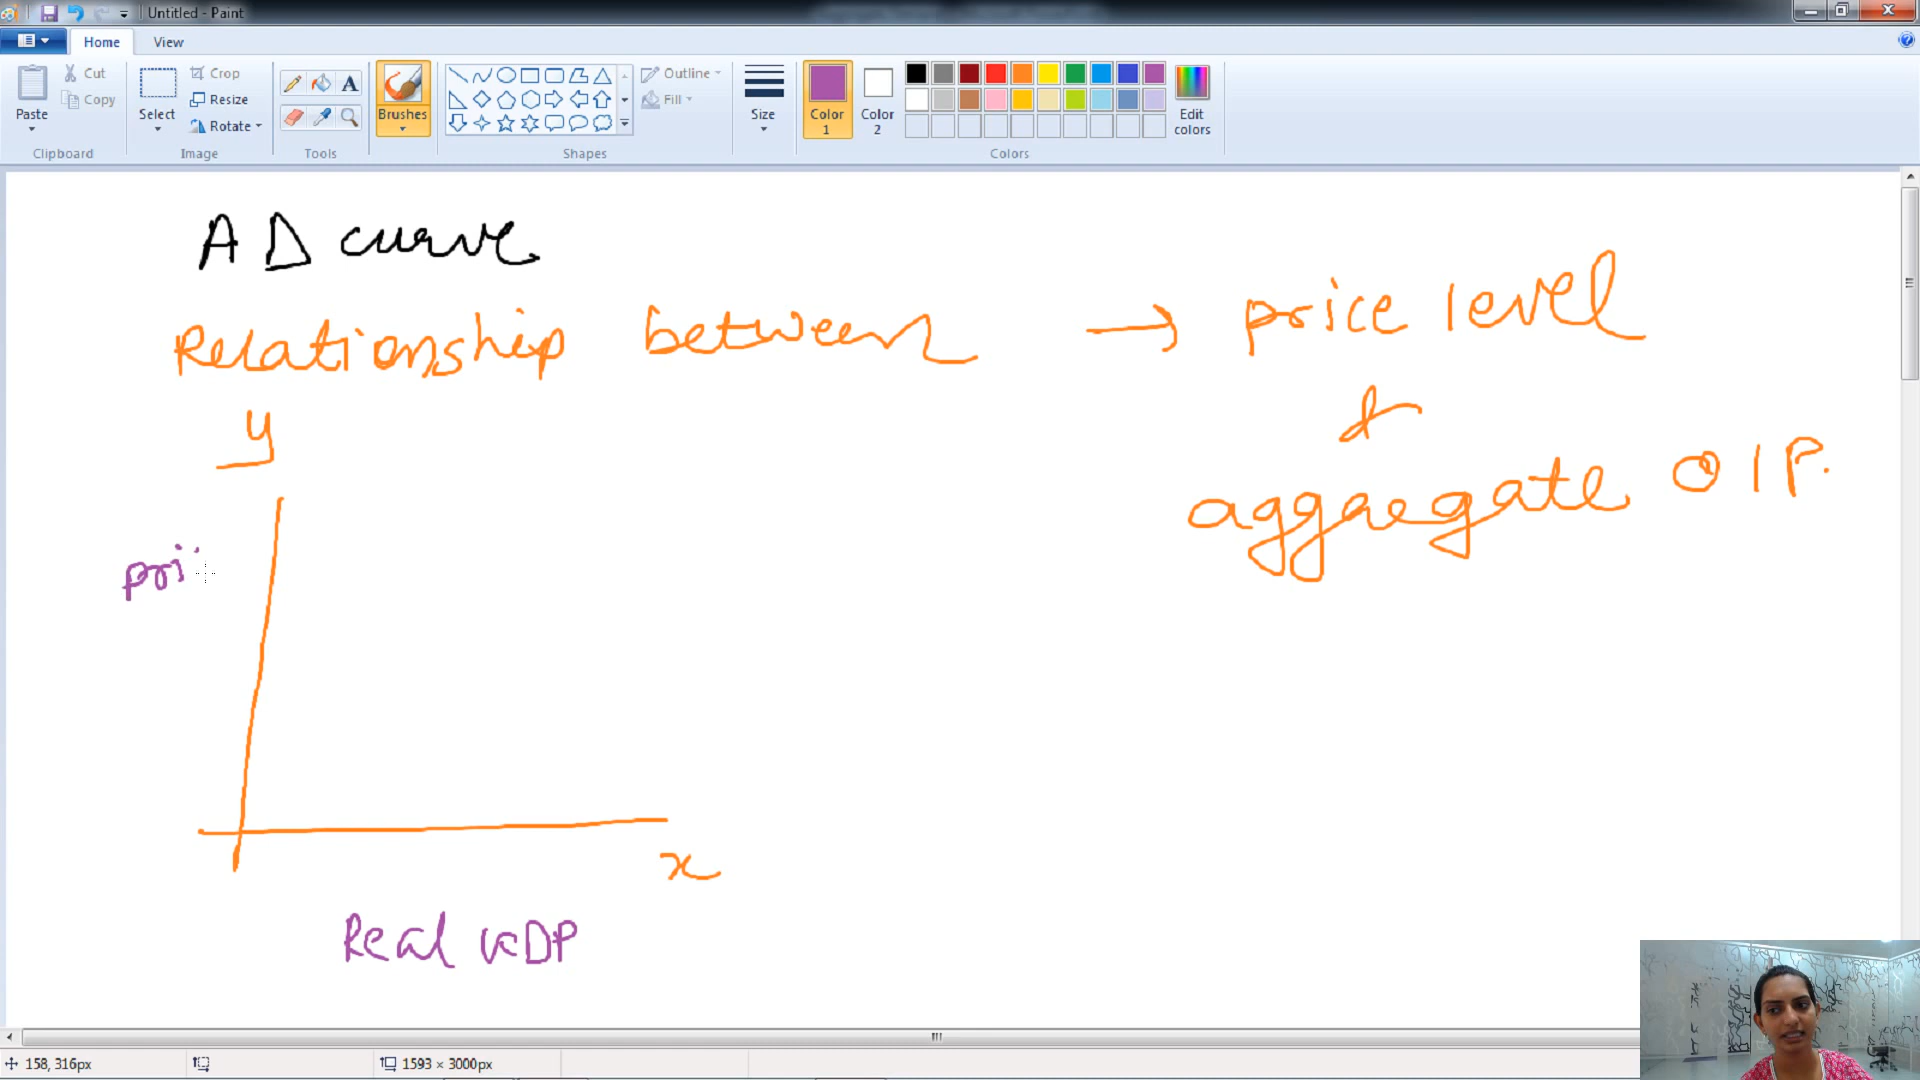 Untitled - Paint
Home View
Paste Cut Copy Select Crop Resize Rotate Brushes Outline Fill Size Color 1 Color 2 Edit colors
Clipboard Image Tools Shapes Colors
AD curve
Relationship between → price level
&
aggregate O/P.
y
pri
x
Real GDP
158, 316px 1593 × 3000px